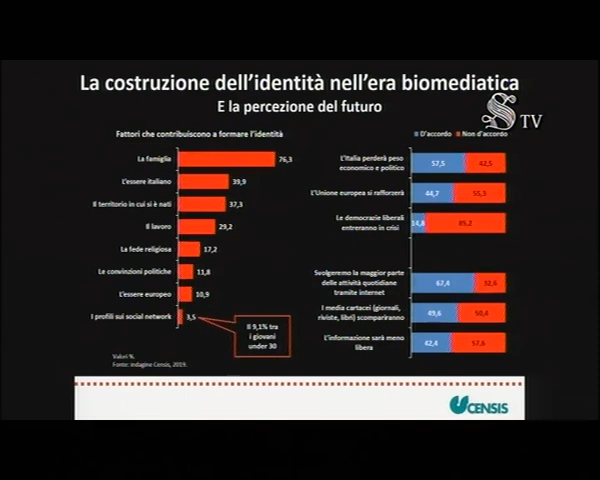 La costruzione dell'identità nell'era biomediatica
E la percezione del futuro
S TV
Fattori che contribuiscono a formare l'identità
La famiglia 76,3
L'essere italiano 39,9
Il territorio in cui si è nati 37,3
Il lavoro 29,2
La fede religiosa 17,2
Le convinzioni politiche 11,8
L'essere europeo 10,9
I profili sui social network 3,5
Il 9,1% tra
i giovani
under 30
Valori %.
Fonte: indagine Censis, 2019.
D'accordo Non d'accordo
L'Italia perderà peso
economico e politico
57,5 42,5
L'Unione europea si rafforzerà 44,7 55,3
Le democrazie liberali
entreranno in crisi
14,8 85,2
Svolgeremo la maggior parte
delle attività quotidiane
tramite internet
67,4 32,6
I media cartacei (giornali,
riviste, libri) scompariranno
49,6 50,4
L'informazione sarà meno
libera
42,4 57,6
CENSIS